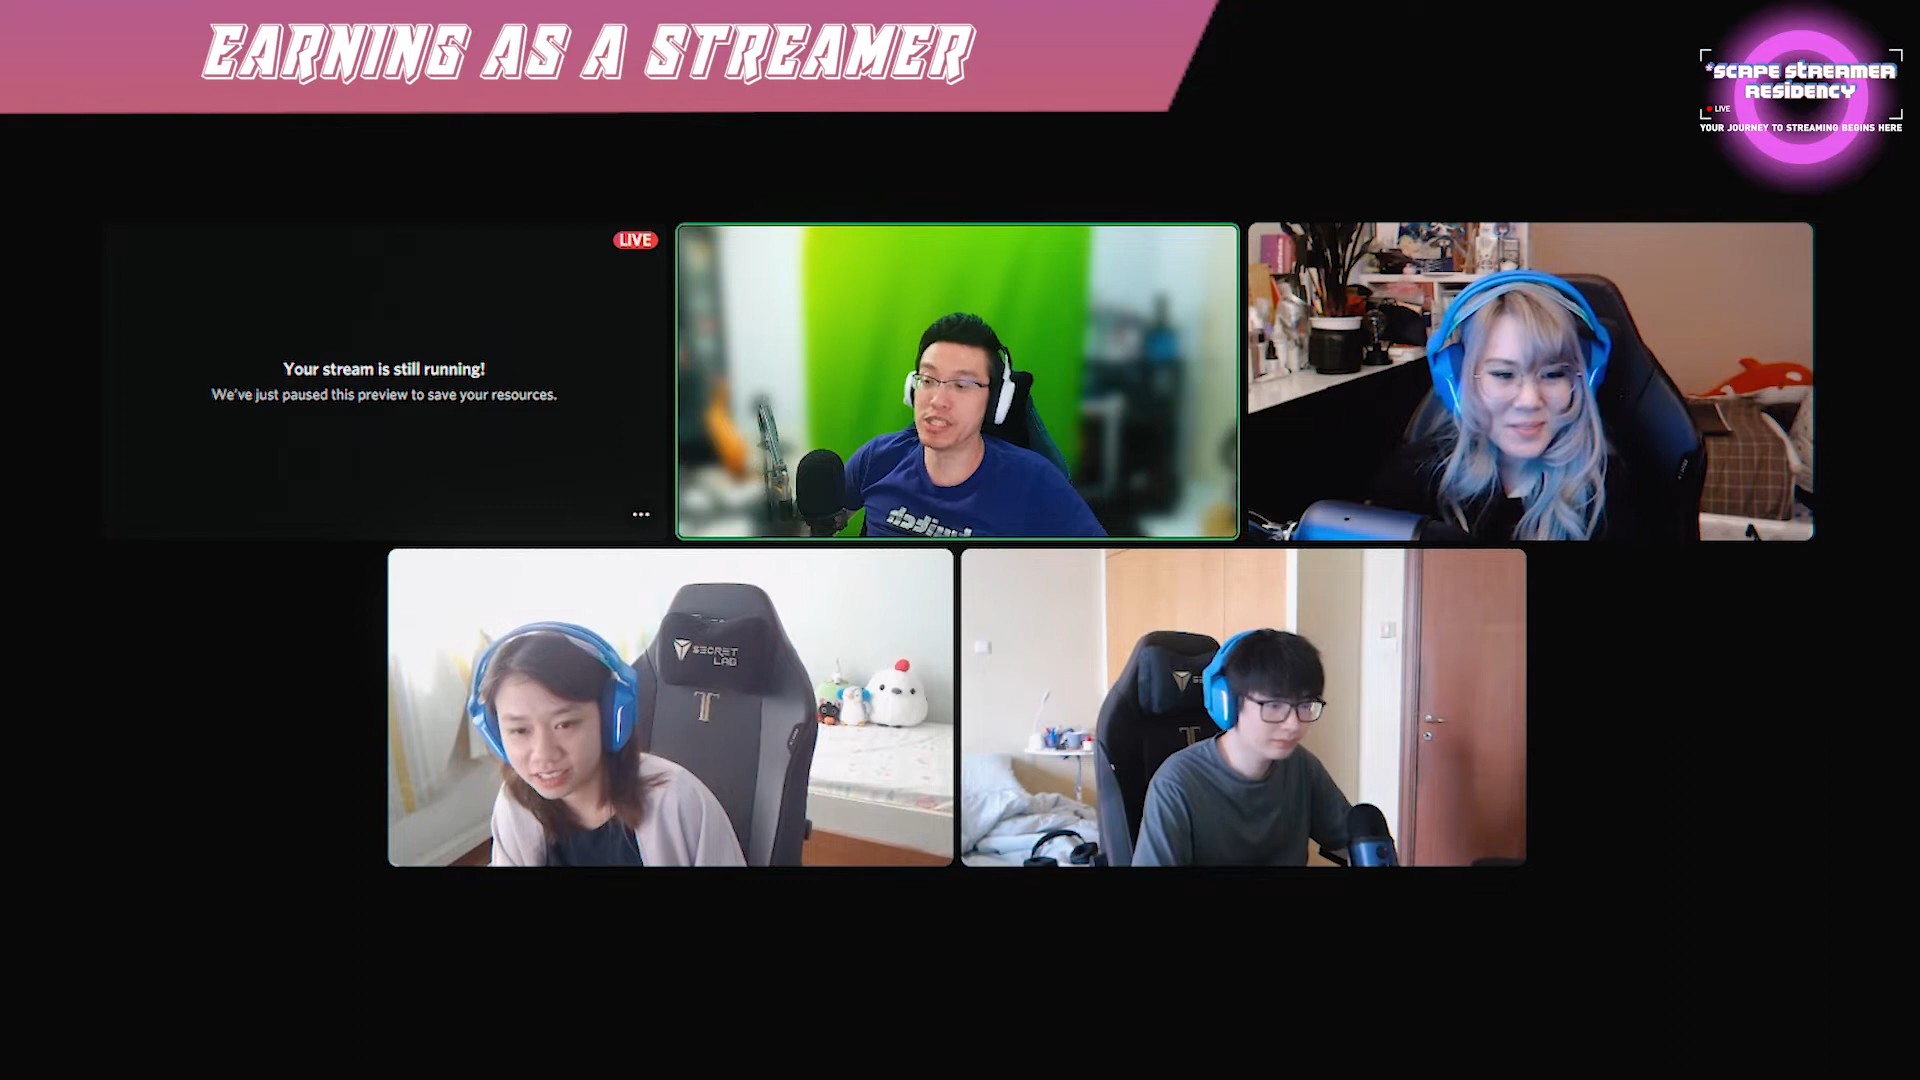 EARNING AS A STREAMER
*SCAPE STREAMER
RESIDENCY
LIVE
YOUR JOURNEY TO STREAMING BEGINS HERE
LIVE
Your stream is still running!
We've just paused this preview to save your resources.
twitch
SECRET
LAB
T